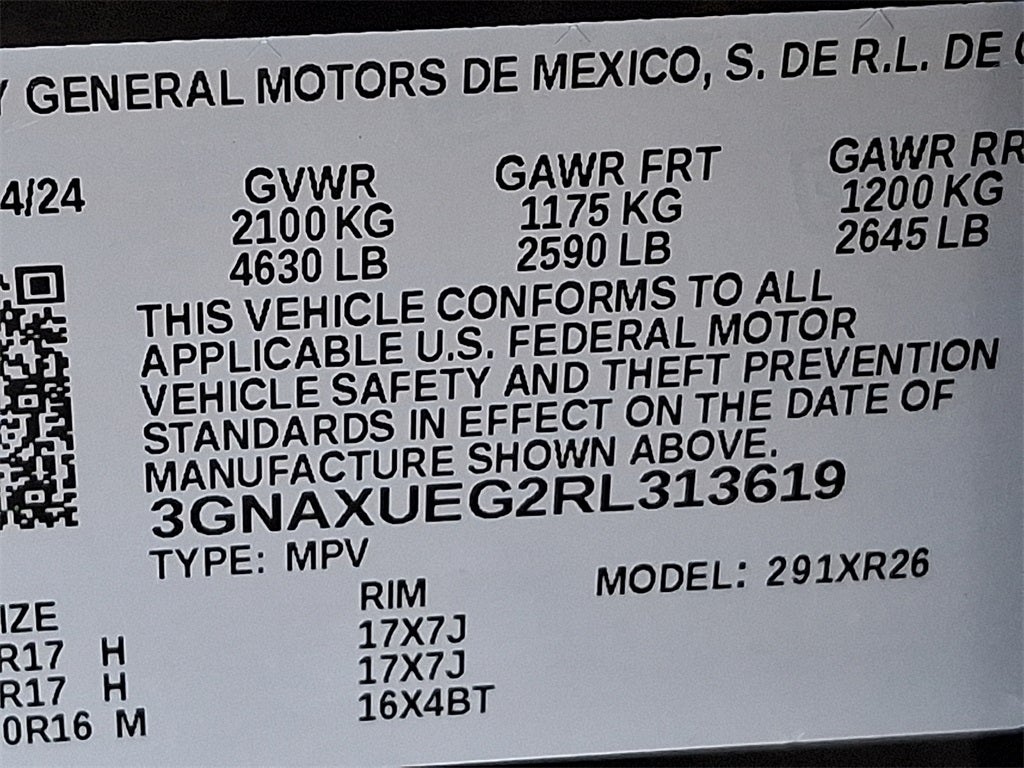 Y GENERAL MOTORS DE MEXICO, S. DE R.L. DE C
4/24
GVWR
2100 KG
4630 LB
GAWR FRT
1175 KG
2590 LB
GAWR RR
1200 KG
2645 LB
THIS VEHICLE CONFORMS TO ALL
APPLICABLE U.S. FEDERAL MOTOR
VEHICLE SAFETY AND THEFT PREVENTION
STANDARDS IN EFFECT ON THE DATE OF
MANUFACTURE SHOWN ABOVE.
3GNAXUEG2RL313619
TYPE: MPV
MODEL: 291XR26
IZE
R17 H
R17 H
0R16 M
RIM
17X7J
17X7J
16X4BT